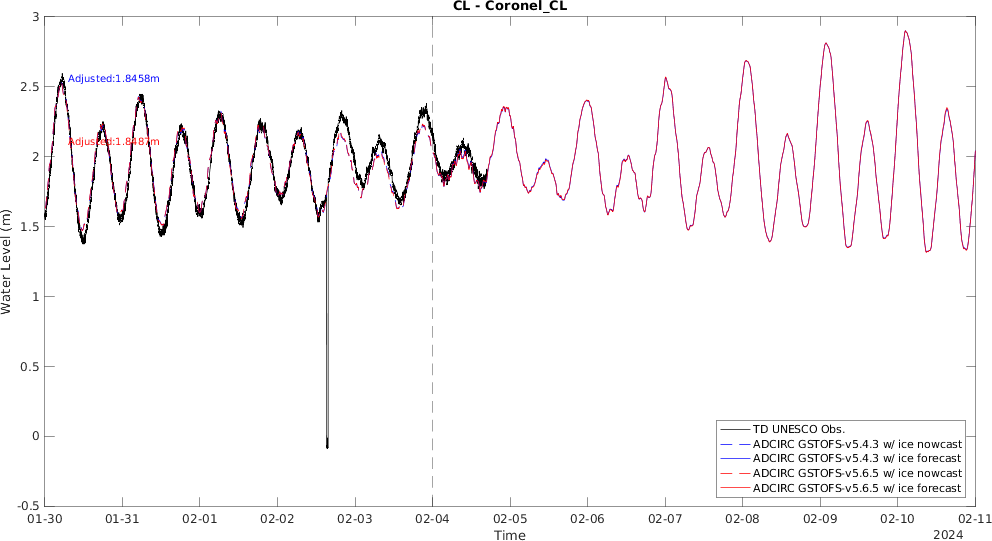 CL - Coronel_CL
3
2.5
2
1.5
1
0.5
0
-0.5
Water Level (m)
Adjusted:1.8458m
Adjusted:1.8487m
TD UNESCO Obs.
ADCIRC GSTOFS-v5.4.3 w/ ice nowcast
ADCIRC GSTOFS-v5.4.3 w/ ice forecast
ADCIRC GSTOFS-v5.6.5 w/ ice nowcast
ADCIRC GSTOFS-v5.6.5 w/ ice forecast
01-30 01-31 02-01 02-02 02-03 02-04 02-05 02-06 02-07 02-08 02-09 02-10 02-11
Time
2024